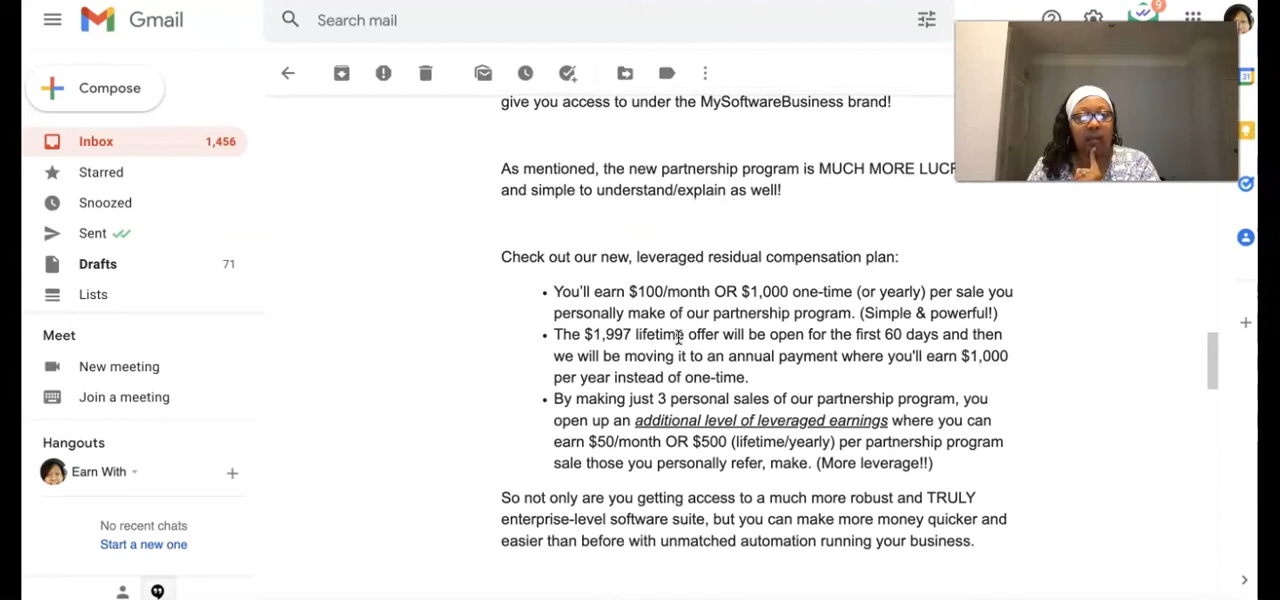 Gmail
Search mail
9
Compose
give you access to under the MySoftwareBusiness brand!
Inbox 1,456
As mentioned, the new partnership program is MUCH MORE
Starred
and simple to understand/explain as well!
Snoozed
Sent
Check out our new, leveraged residual compensation plan:
Drafts 71
Lists
• You'll earn $100/month OR $1,000 one-time (or yearly) per sale you
personally make of our partnership program. (Simple & powerful!)
Meet
• The $1,997 lifetime offer will be open for the first 60 days and then
we will be moving it to an annual payment where you'll earn $1,000
New meeting
per year instead of one-time.
Join a meeting
• By making just 3 personal sales of our partnership program, you
open up an additional level of leveraged earnings where you can
Hangouts
earn $50/month OR $500 (lifetime/yearly) per partnership program
sale those you personally refer, make. (More leverage!!)
Earn With
So not only are you getting access to a much more robust and TRULY
enterprise-level software suite, but you can make more money quicker and
No recent chats
easier than before with unmatched automation running your business.
Start a new one
31